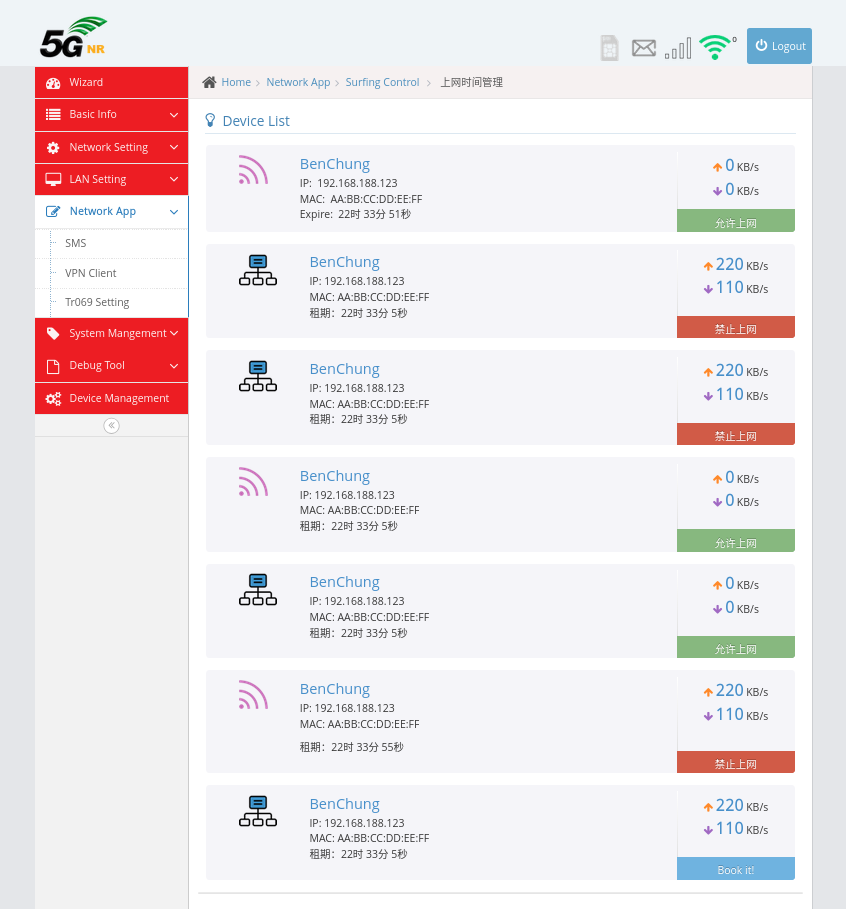 5G NR
0
Logout
Wizard
Basic Info
Network Setting
LAN Setting
Network App
SMS
VPN Client
Tr069 Setting
System Mangement
Debug Tool
Device Management
Home > Network App > Surfing Control > 上网时间管理
Device List
BenChung
IP: 192.168.188.123
MAC: AA:BB:CC:DD:EE:FF
Expire: 22时 33分 51秒
0 KB/s
0 KB/s
允许上网
BenChung
IP: 192.168.188.123
MAC: AA:BB:CC:DD:EE:FF
租期：22时 33分 5秒
220 KB/s
110 KB/s
禁止上网
BenChung
IP: 192.168.188.123
MAC: AA:BB:CC:DD:EE:FF
租期：22时 33分 5秒
220 KB/s
110 KB/s
禁止上网
BenChung
IP: 192.168.188.123
MAC: AA:BB:CC:DD:EE:FF
租期：22时 33分 5秒
0 KB/s
0 KB/s
允许上网
BenChung
IP: 192.168.188.123
MAC: AA:BB:CC:DD:EE:FF
租期：22时 33分 5秒
0 KB/s
0 KB/s
允许上网
BenChung
IP: 192.168.188.123
MAC: AA:BB:CC:DD:EE:FF
租期：22时 33分 55秒
220 KB/s
110 KB/s
禁止上网
BenChung
IP: 192.168.188.123
MAC: AA:BB:CC:DD:EE:FF
租期：22时 33分 5秒
220 KB/s
110 KB/s
Book it!